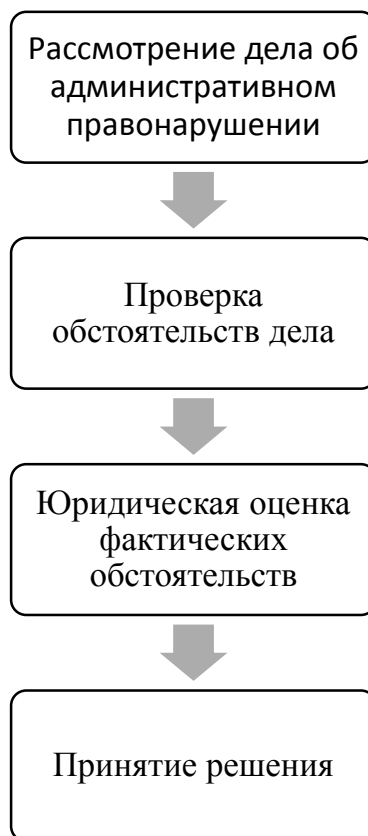 Рассмотрение дела об
административном
правонарушении
Проверка
обстоятельств дела
Юридическая оценка
фактических
обстоятельств
Принятие решения